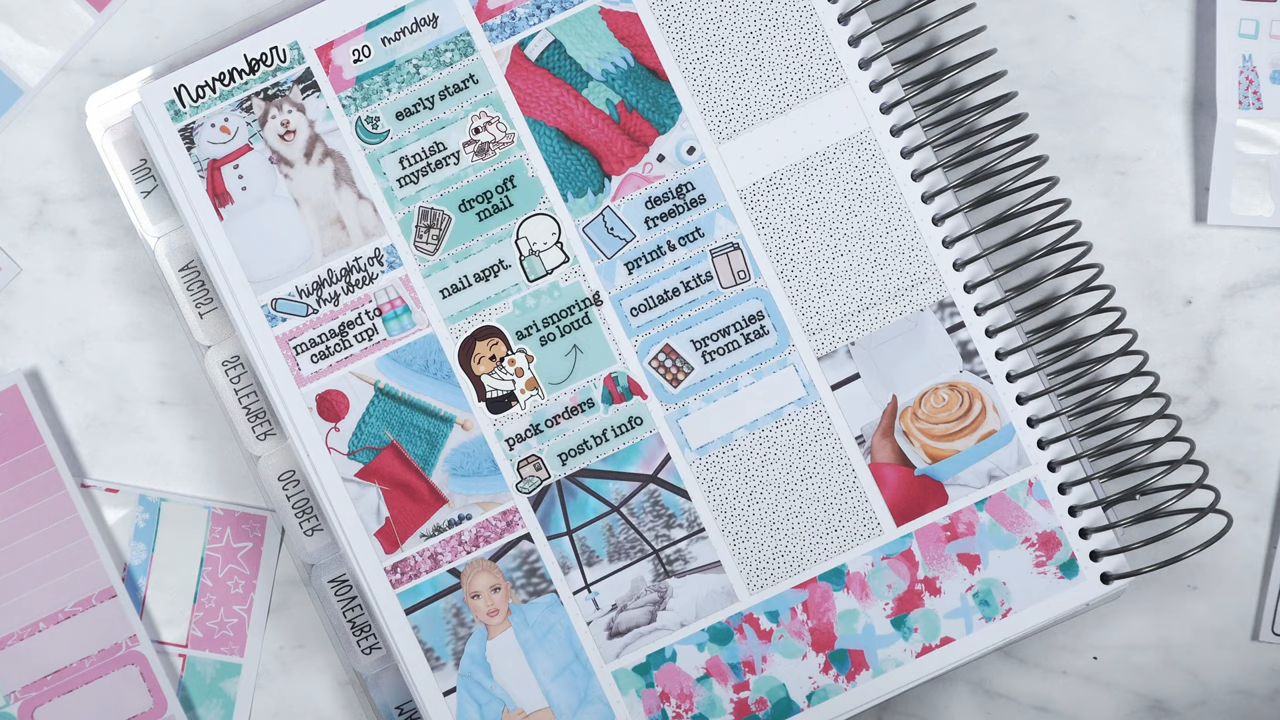 November
highlight of
my week
managed to
catch up!
20 monday
early start
finish
mystery
drop off
mail
nail appt.
ari snoring
so loud
pack orders
post bf info
design
freebies
print & cut
collate kits
brownies
from kat
SEPTEMBER
OCTOBER
NOVEMBER